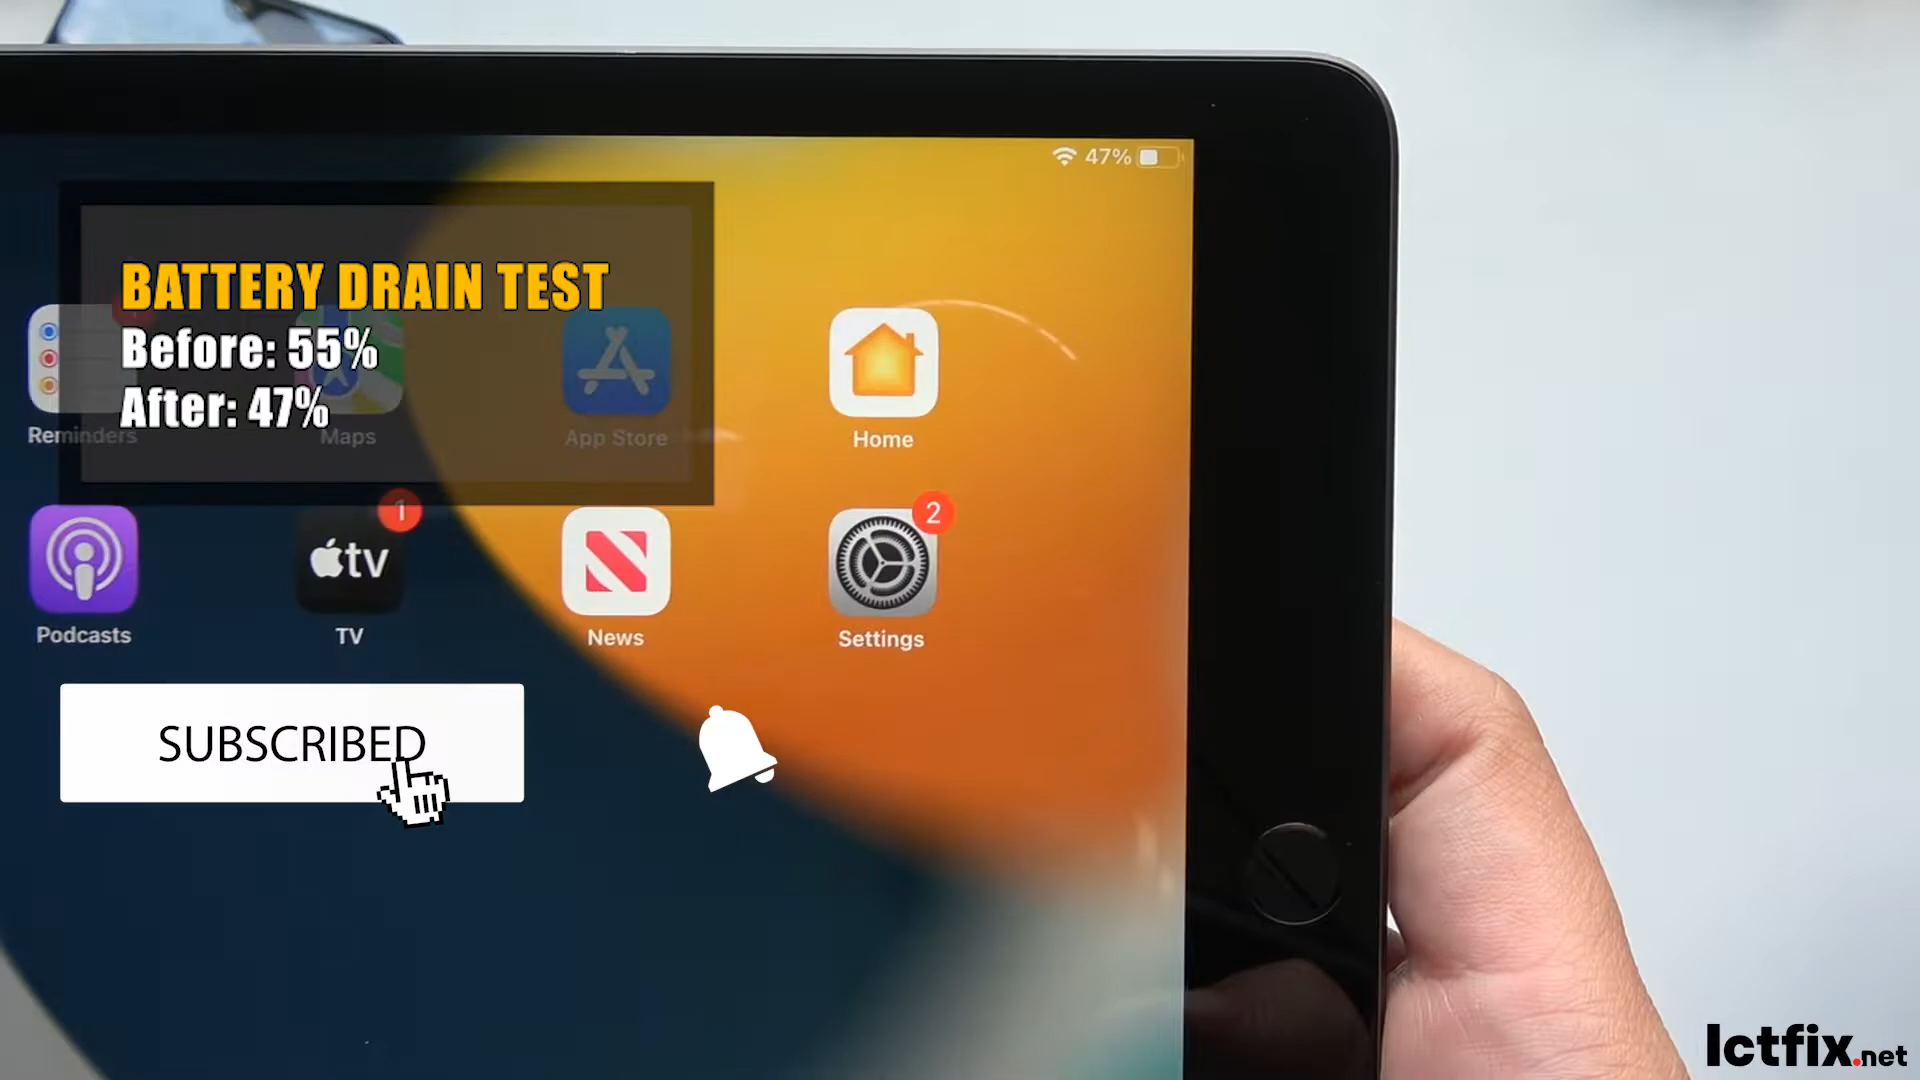 47%
BATTERY DRAIN TEST
Before: 55%
After: 47%
Reminders
Maps
App Store
Home
1
tv
2
Podcasts
TV
News
Settings
SUBSCRIBED
Ictfix.net